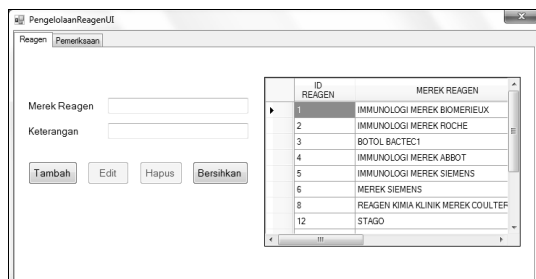 PengelolaanReagenUI
Reagen Pemeriksaan
Merek Reagen
Keterangan
Tambah Edit Hapus Bersihkan
ID REAGEN MEREK REAGEN
1 IMMUNOLOGI MEREK BIOMERIEUX
2 IMMUNOLOGI MEREK ROCHE
3 BOTOL BACTEC1
4 IMMUNOLOGI MEREK ABBOT
5 IMMUNOLOGI MEREK SIEMENS
6 MEREK SIEMENS
8 REAGEN KIMIA KLINIK MEREK COULTER
12 STAGO